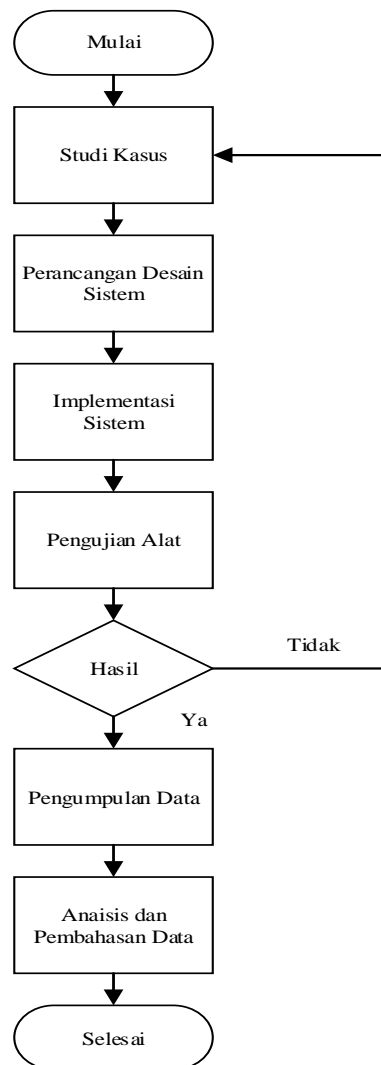 Mulai
Studi Kasus
Perancangan Desain
Sistem
Implementasi
Sistem
Pengujian Alat
Hasil
Tidak
Ya
Pengumpulan Data
Anaisis dan
Pembahasan Data
Selesai